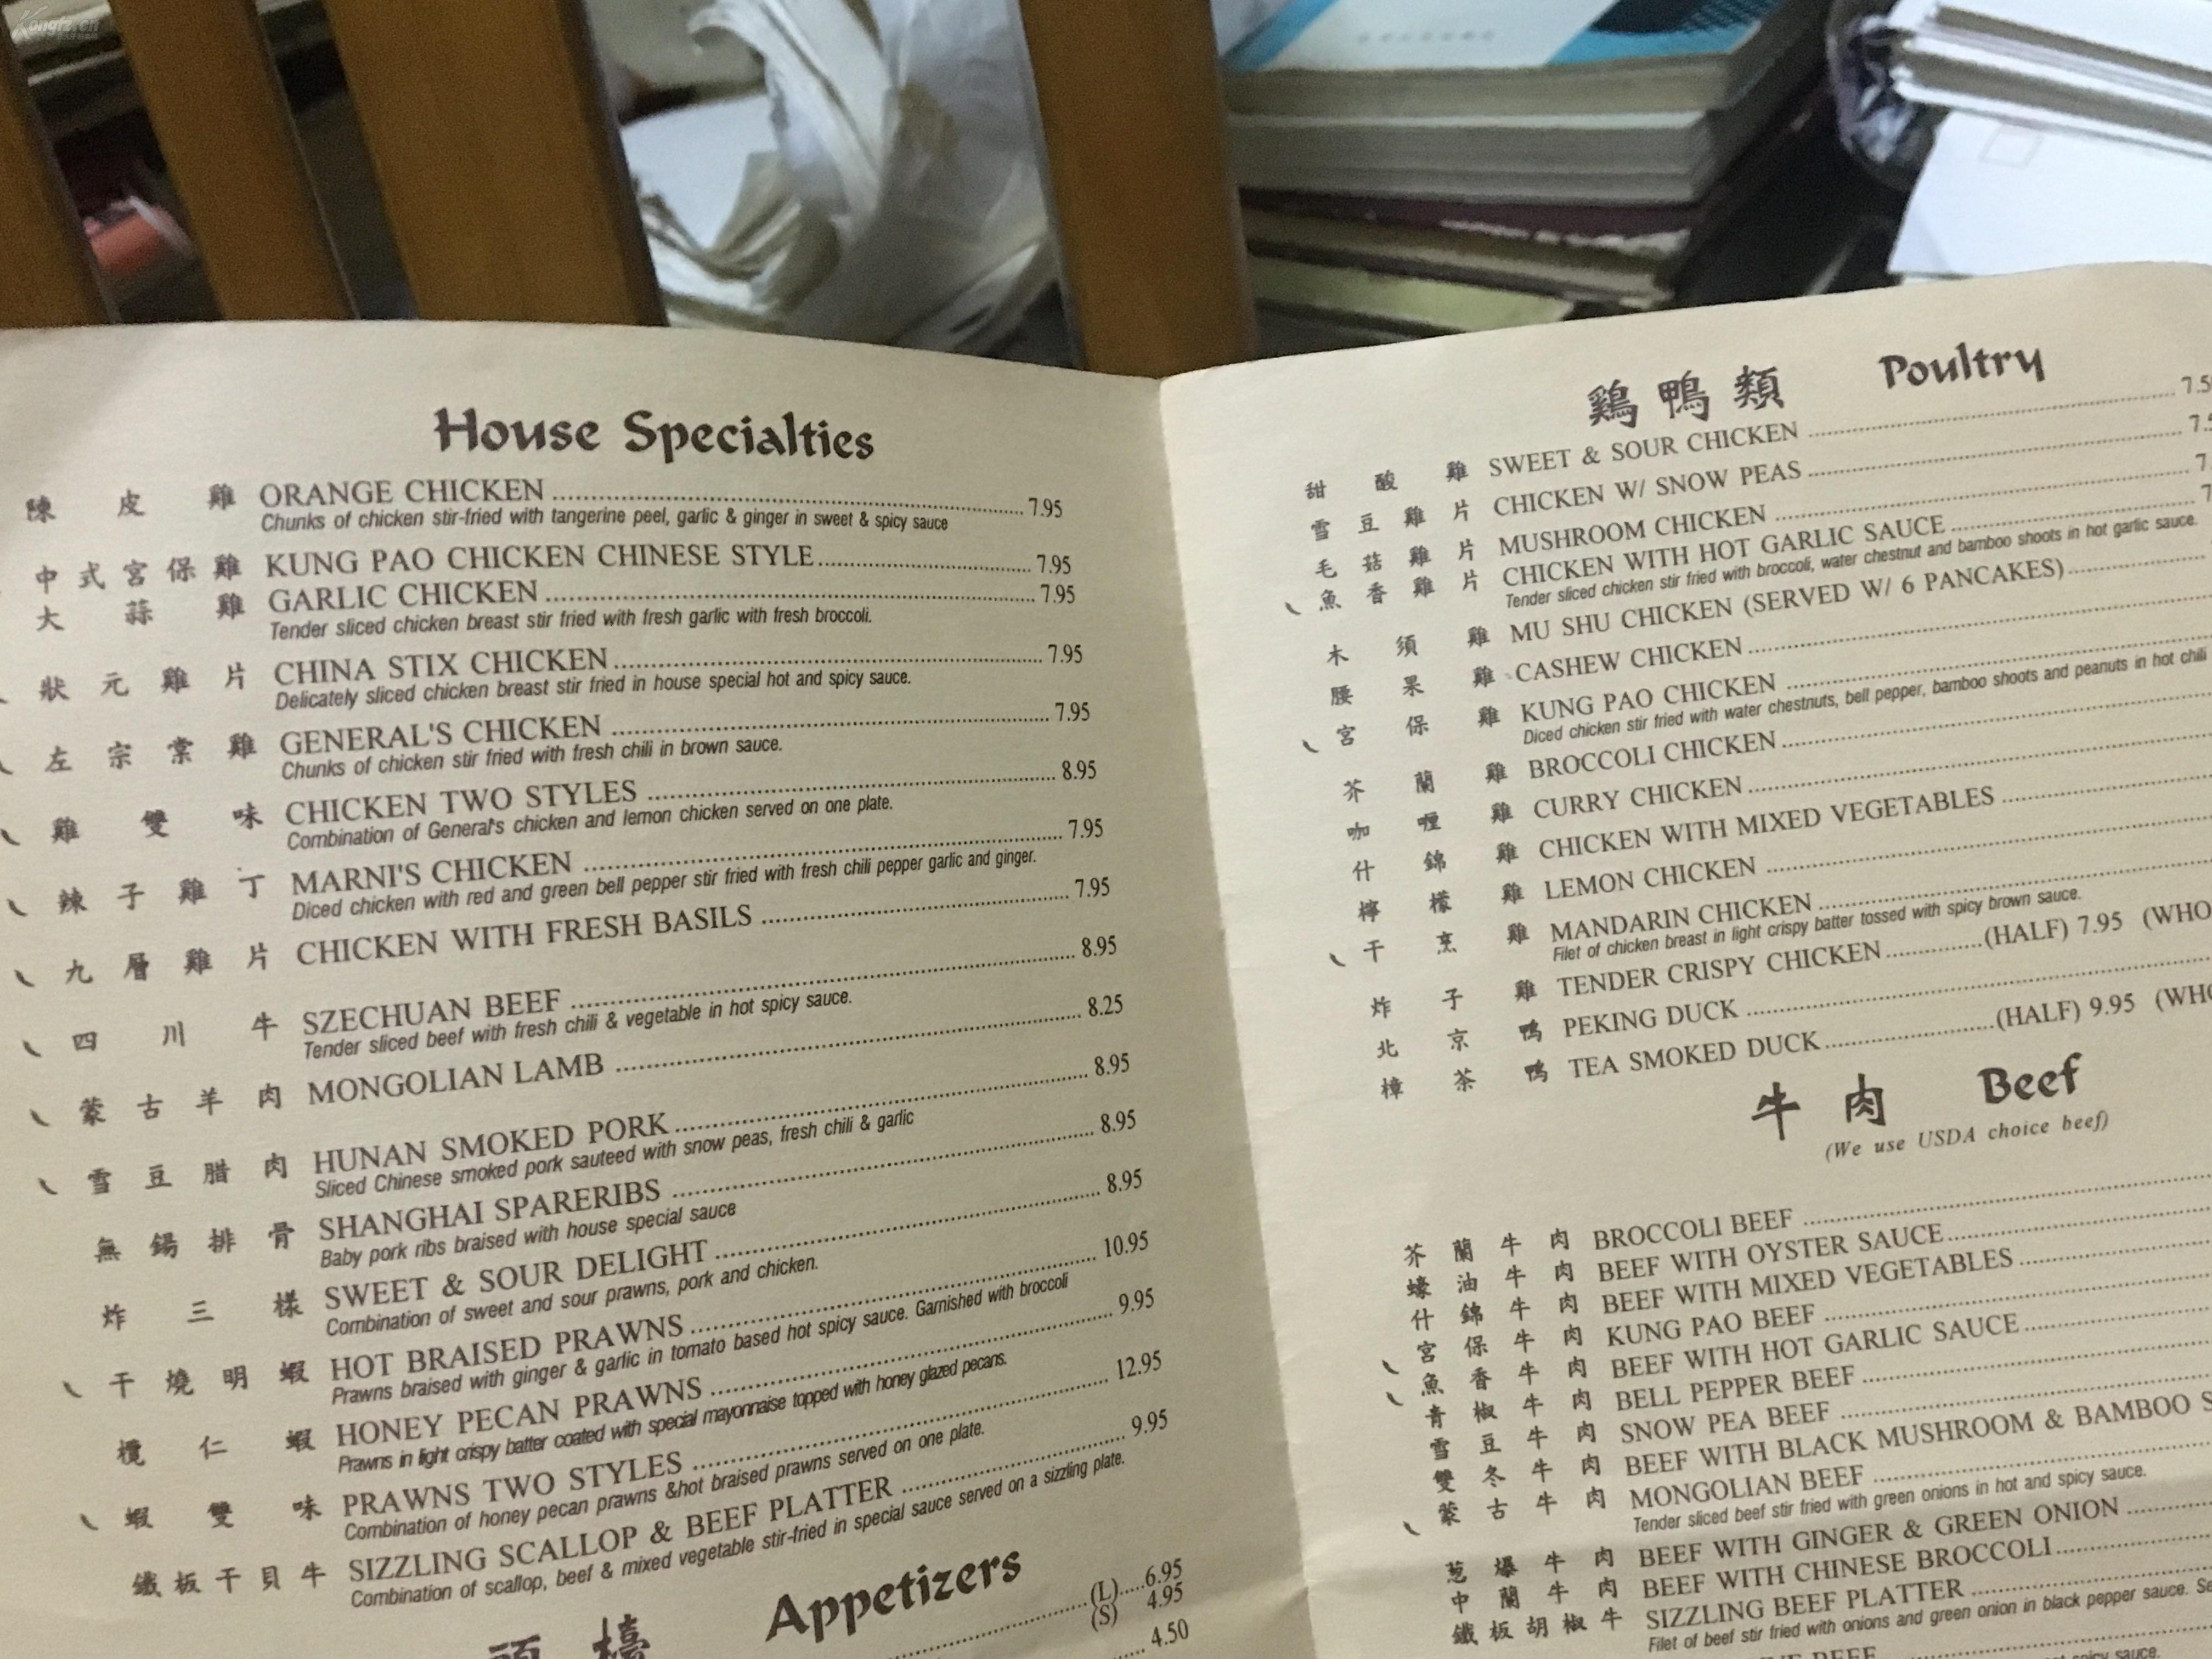 Kongfz.cn
House Specialties
陳皮雞 ORANGE CHICKEN 7.95
Chunks of chicken stir-fried with tangerine peel, garlic & ginger in sweet & spicy sauce
中式宮保雞 KUNG PAO CHICKEN CHINESE STYLE 7.95
大蒜雞 GARLIC CHICKEN 7.95
Tender sliced chicken breast stir fried with fresh garlic with fresh broccoli.
狀元雞片 CHINA STIX CHICKEN 7.95
Delicately sliced chicken breast stir fried in house special hot and spicy sauce.
左宗棠雞 GENERAL'S CHICKEN 7.95
Chunks of chicken stir fried with fresh chili in brown sauce.
雞雙味 CHICKEN TWO STYLES 8.95
Combination of General's chicken and lemon chicken served on one plate.
辣子雞丁 MARNI'S CHICKEN 7.95
Diced chicken with red and green bell pepper stir fried with fresh chili pepper garlic and ginger.
九層雞片 CHICKEN WITH FRESH BASILS 7.95
四川牛 SZECHUAN BEEF 8.95
Tender sliced beef with fresh chili & vegetable in hot spicy sauce.
蒙古羊肉 MONGOLIAN LAMB 8.25
雪豆腊肉 HUNAN SMOKED PORK 8.95
Sliced Chinese smoked pork sauteed with snow peas, fresh chili & garlic
無錫排骨 SHANGHAI SPARERIBS 8.95
Baby pork ribs braised with house special sauce
炸三樣 SWEET & SOUR DELIGHT 8.95
Combination of sweet and sour prawns, pork and chicken.
干燒明蝦 HOT BRAISED PRAWNS 10.95
Prawns braised with ginger & garlic in tomato based hot spicy sauce. Garnished with broccoli
欖仁蝦 HONEY PECAN PRAWNS 9.95
Prawns in light crispy batter coated with special mayonnaise topped with honey glazed pecans.
蝦雙味 PRAWNS TWO STYLES 12.95
Combination of honey pecan prawns &hot braised prawns served on one plate.
鐵板干貝牛 SIZZLING SCALLOP & BEEF PLATTER 9.95
Combination of scallop, beef & mixed vegetable stir-fried in special sauce served on a sizzling plate.
頭檯 Appetizers
(L) 6.95
(S) 4.95
4.50
鷄鴨類 Poultry
甜酸雞 SWEET & SOUR CHICKEN 7.5
雪豆雞片 CHICKEN W/ SNOW PEAS 7.5
毛菇雞片 MUSHROOM CHICKEN 7.
魚香雞片 CHICKEN WITH HOT GARLIC SAUCE 7
Tender sliced chicken stir fried with broccoli, water chestnut and bamboo shoots in hot garlic sauce.
木須雞 MU SHU CHICKEN (SERVED W/ 6 PANCAKES)
腰果雞 CASHEW CHICKEN
宮保雞 KUNG PAO CHICKEN
Diced chicken stir fried with water chestnuts, bell pepper, bamboo shoots and peanuts in hot chili
芥蘭雞 BROCCOLI CHICKEN
咖喱雞 CURRY CHICKEN
什錦雞 CHICKEN WITH MIXED VEGETABLES
檸檬雞 LEMON CHICKEN
干烹雞 MANDARIN CHICKEN
Filet of chicken breast in light crispy batter tossed with spicy brown sauce.
炸子雞 TENDER CRISPY CHICKEN (HALF) 7.95 (WHO
北京鴨 PEKING DUCK
樟茶鴨 TEA SMOKED DUCK (HALF) 9.95 (WHO
牛肉 Beef
(We use USDA choice beef)
芥蘭牛肉 BROCCOLI BEEF
蠔油牛肉 BEEF WITH OYSTER SAUCE
什錦牛肉 BEEF WITH MIXED VEGETABLES
宮保牛肉 KUNG PAO BEEF
魚香牛肉 BEEF WITH HOT GARLIC SAUCE
青椒牛肉 BELL PEPPER BEEF
雪豆牛肉 SNOW PEA BEEF
雙冬牛肉 BEEF WITH BLACK MUSHROOM & BAMBOO S
蒙古牛肉 MONGOLIAN BEEF
Tender sliced beef stir fried with green onions in hot and spicy sauce.
葱爆牛肉 BEEF WITH GINGER & GREEN ONION
中蘭牛肉 BEEF WITH CHINESE BROCCOLI
鐵板胡椒牛 SIZZLING BEEF PLATTER
Filet of beef stir fried with onions and green onion in black pepper sauce. Se
BEEF
spicy sauce.